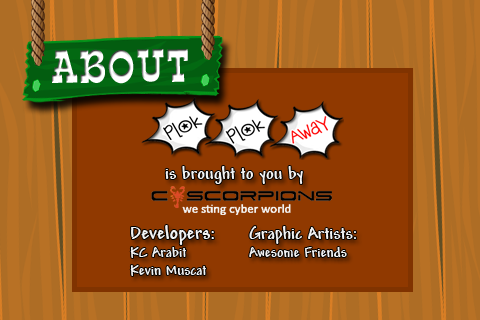 ABOUT
Plok Plok AWAY
is brought to you by
CYSCORPIONS
we sting cyber world
Developers: Graphic Artists:
KC Arabit Awesome Friends
Kevin Muscat